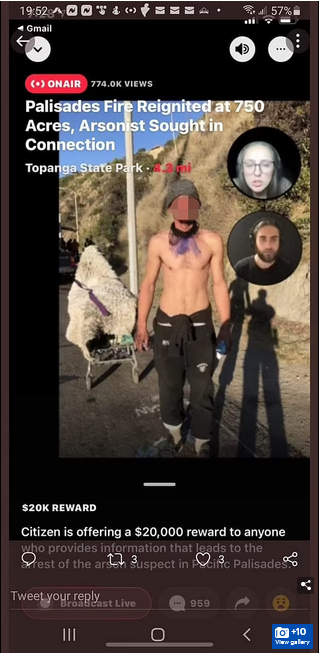 19:52
57%
Gmail
ON AIR 774.0K VIEWS
Palisades Fire Reignited at 750
Acres, Arsonist Sought in
Connection
Topanga State Park · 3.3 mi
$20K REWARD
Citizen is offering a $20,000 reward to anyone
who provides information that leads to the
arrest of the arson suspect in Pacific Palisades.
3
3
Tweet your reply
Broadcast Live
959
+10
View gallery